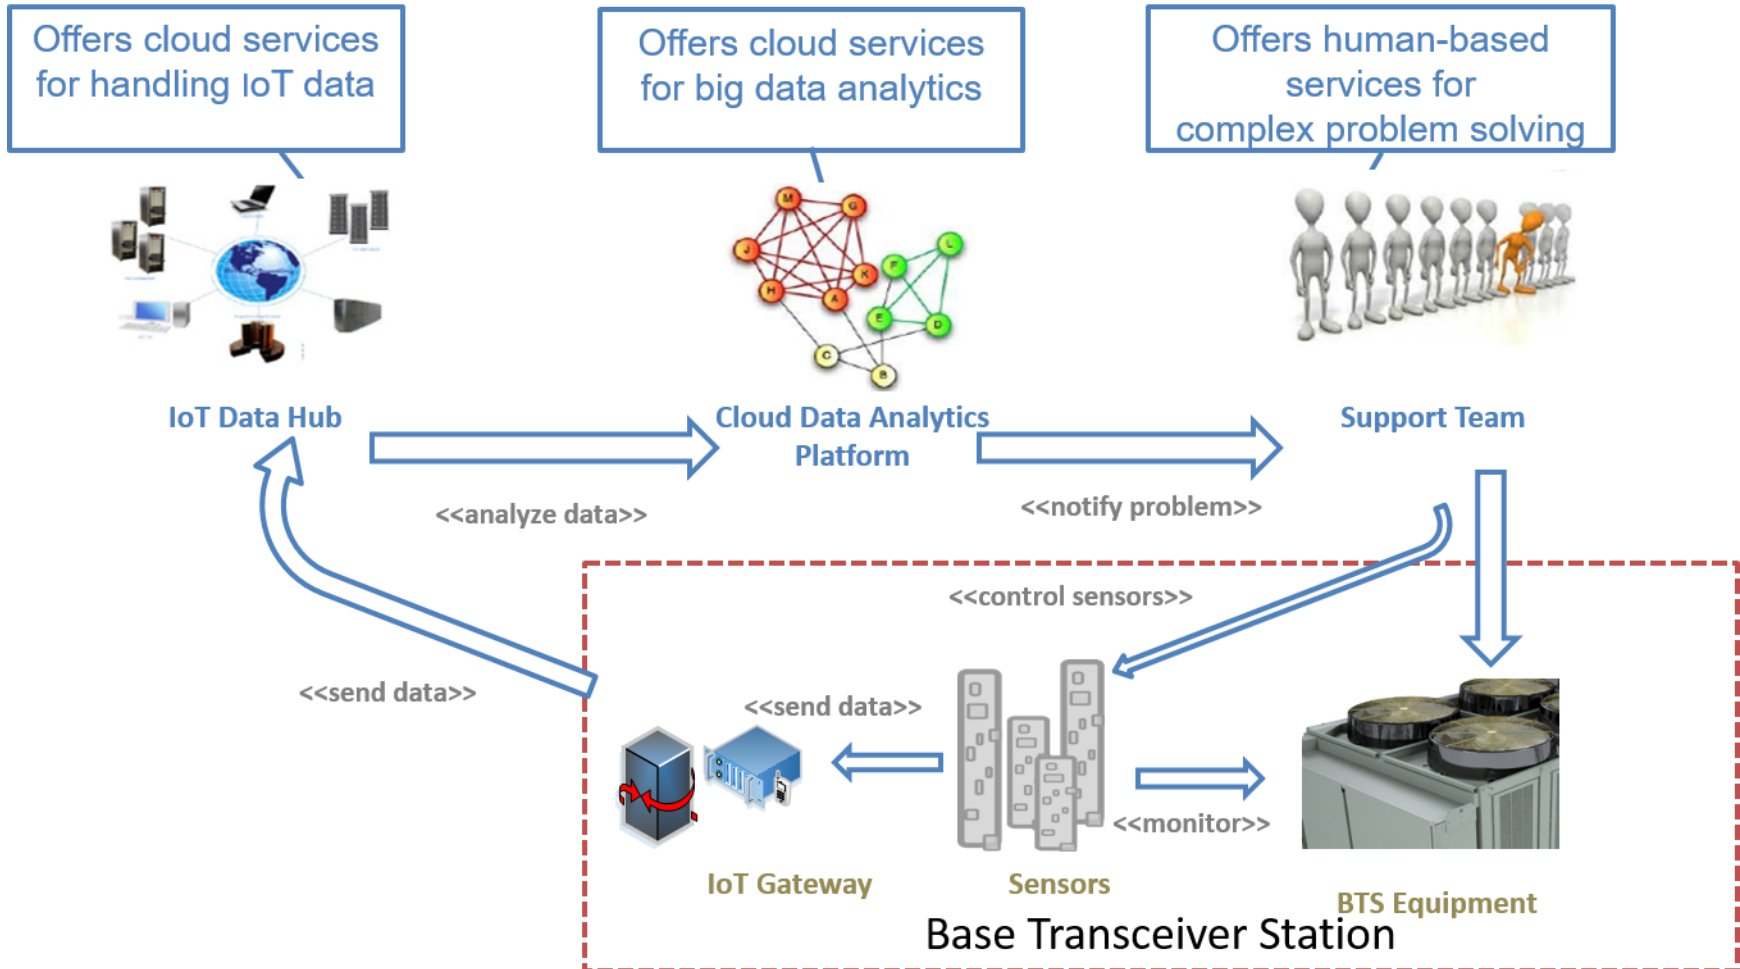 Offers cloud services
for handling IoT data
Offers cloud services
for big data analytics
Offers human-based
services for
complex problem solving
M
G
J
K
H
A
L
F
E
D
C
B
IoT Data Hub
Cloud Data Analytics
Platform
Support Team
<<analyze data>>
<<notify problem>>
<<control sensors>>
<<send data>>
<<send data>>
<<monitor>>
IoT Gateway
Sensors
BTS Equipment
Base Transceiver Station